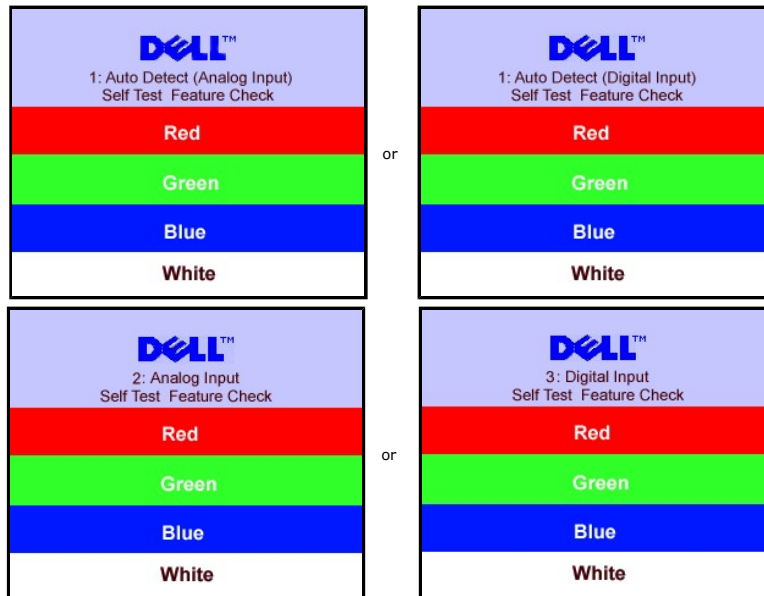 DELL™
1: Auto Detect (Analog Input)
Self Test Feature Check
Red
Green
Blue
White
or
DELL™
1: Auto Detect (Digital Input)
Self Test Feature Check
Red
Green
Blue
White
DELL™
2: Analog Input
Self Test Feature Check
Red
Green
Blue
White
or
DELL™
3: Digital Input
Self Test Feature Check
Red
Green
Blue
White